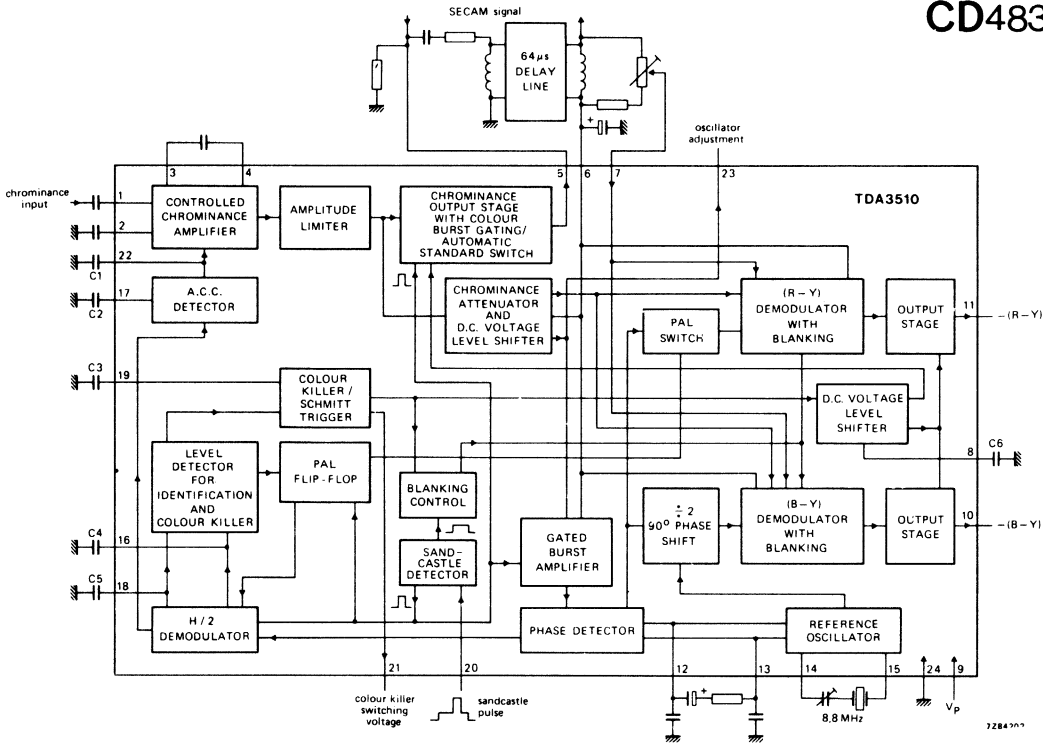 CD483
SECAM signal
64μs
DELAY
LINE
+
oscillator
adjustment
3
4
5
6
7
23
TDA3510
chrominance
input
1
2
22
C1
17
C2
CONTROLLED
CHROMINANCE
AMPLIFIER
AMPLITUDE
LIMITER
CHROMINANCE
OUTPUT STAGE
WITH COLOUR
BURST GATING/
AUTOMATIC
STANDARD SWITCH
A.C.C.
DETECTOR
CHROMINANCE
ATTENUATOR
AND
D.C. VOLTAGE
LEVEL SHIFTER
PAL
SWITCH
(R–Y)
DEMODULATOR
WITH
BLANKING
OUTPUT
STAGE
11
–(R–Y)
C3
19
COLOUR
KILLER/
SCHMITT
TRIGGER
D.C. VOLTAGE
LEVEL
SHIFTER
8
C6
LEVEL
DETECTOR
FOR
IDENTIFICATION
AND
COLOUR KILLER
PAL
FLIP-FLOP
BLANKING
CONTROL
÷ 2
90° PHASE
SHIFT
(B–Y)
DEMODULATOR
WITH
BLANKING
OUTPUT
STAGE
10
–(B–Y)
C4
16
C5
18
SAND-
CASTLE
DETECTOR
GATED
BURST
AMPLIFIER
H/2
DEMODULATOR
PHASE DETECTOR
REFERENCE
OSCILLATOR
21
20
12
13
14
15
24
9
colour killer
switching
voltage
sandcastle
pulse
+
8,8 MHz
VP